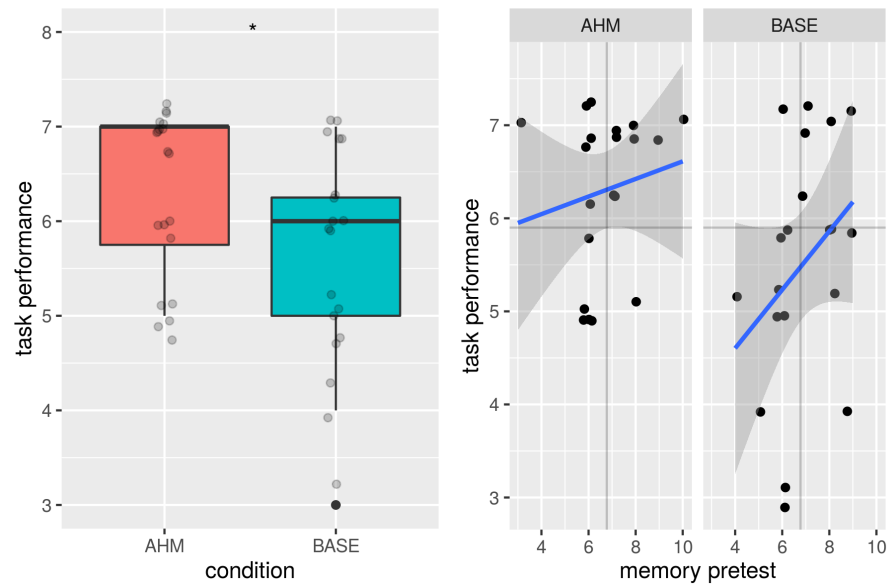 *
8
7
6
5
4
3
task performance
AHM BASE
condition
AHM BASE
7
6
5
4
3
task performance
4 6 8 10 4 6 8 10
memory pretest